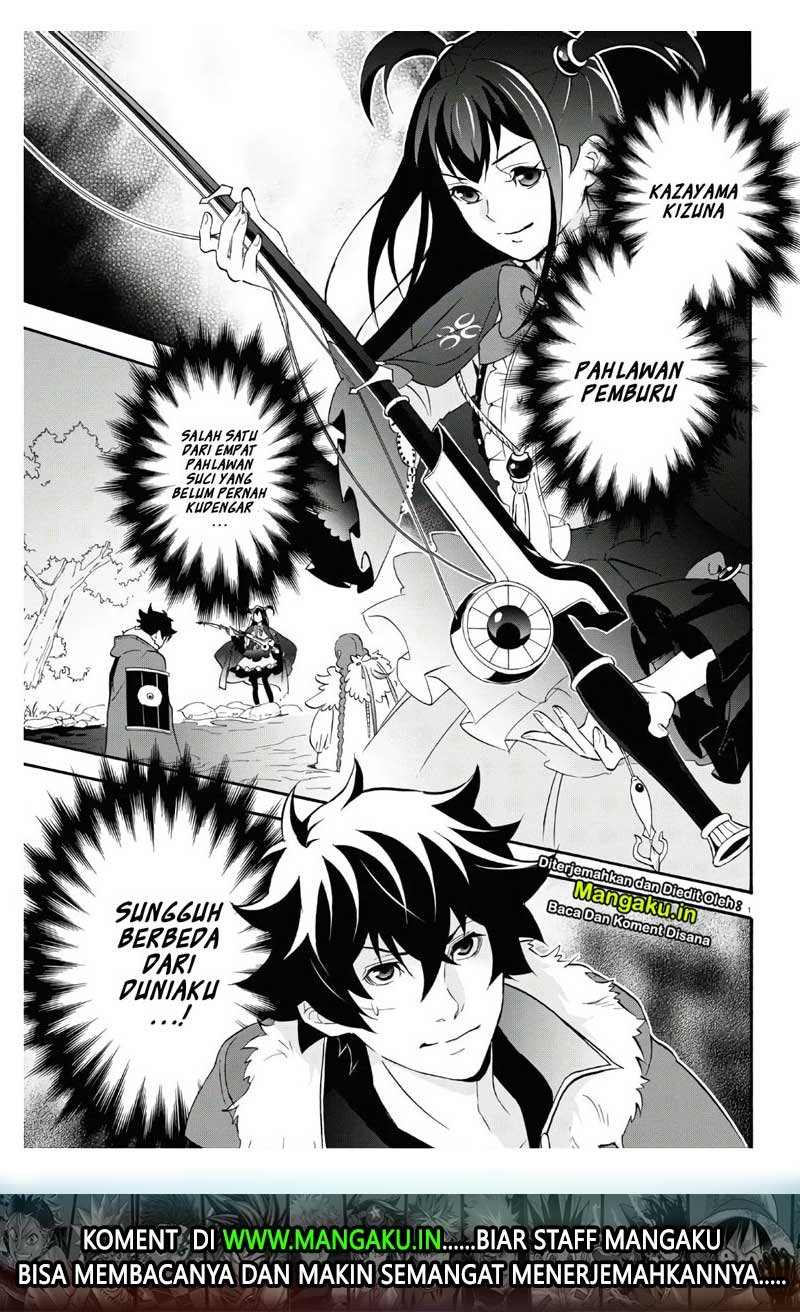 KAZAYAMA
KIZUNA
PAHLAWAN
PEMBURU
SALAH SATU
DARI EMPAT
PAHLAWAN
SUCI YANG
BELUM PERNAH
KUDENGAR
...
SUNGGUH
BERBEDA
DARI
DUNIAKU
...!
Diterjemahkan dan Diedit Oleh :
Mangaku.in
Baca Dan Koment Disana
1
KOMENT DI WWW.MANGAKU.IN......BIAR STAFF MANGAKU
BISA MEMBACANYA DAN MAKIN SEMANGAT MENERJEMAHKANNYA.....